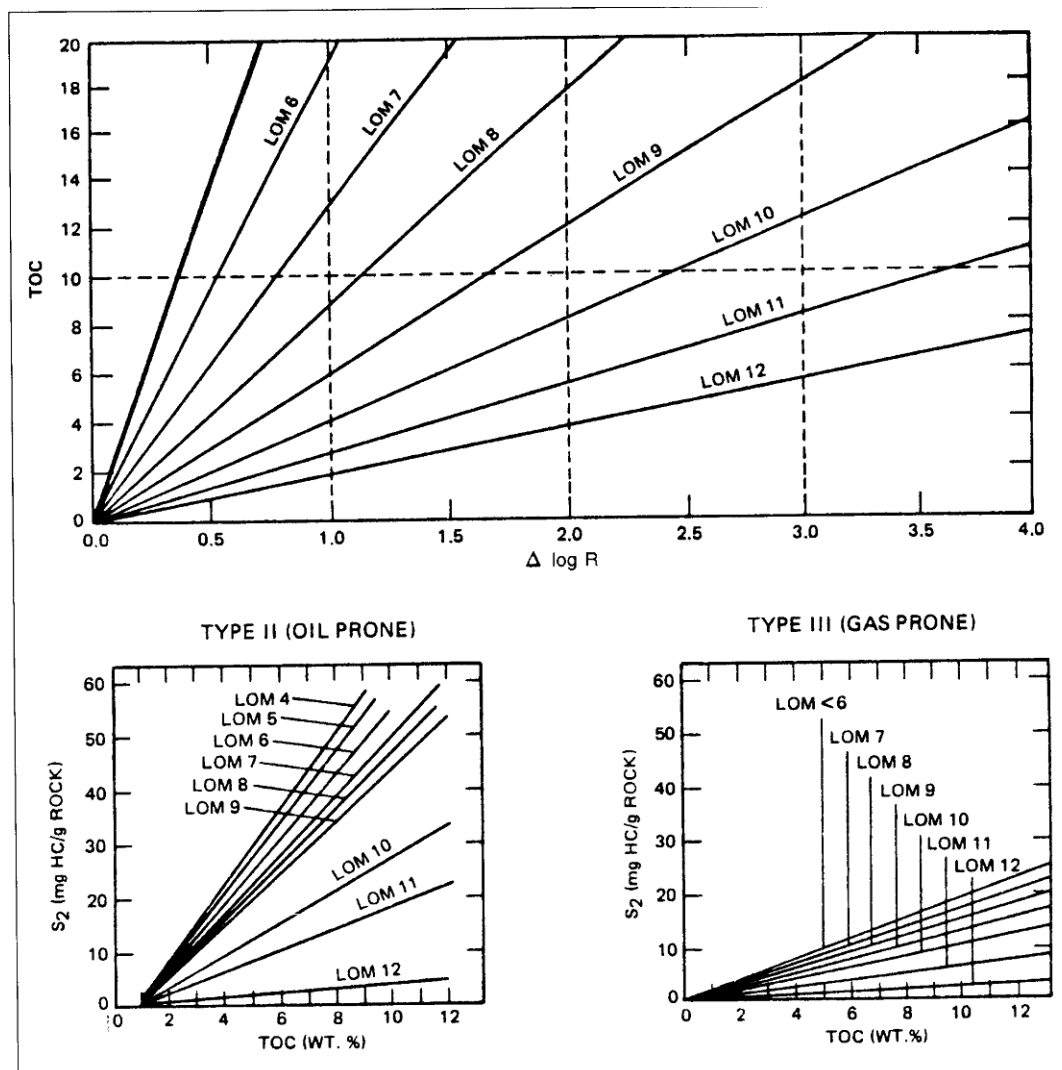 20
18
16
14
12
10
8
6
4
2
0
TOC
LOM 6
LOM 7
LOM 8
LOM 9
LOM 10
LOM 11
LOM 12
0.0 0.5 1.0 1.5 2.0 2.5 3.0 3.5 4.0
Δ log R
TYPE II (OIL PRONE)
60
50
40
30
20
10
0
S2 (mg HC/g ROCK)
LOM 4
LOM 5
LOM 6
LOM 7
LOM 8
LOM 9
LOM 10
LOM 11
LOM 12
0 2 4 6 8 10 12
TOC (WT. %)
TYPE III (GAS PRONE)
60
50
40
30
20
10
0
S2 (mg HC/g ROCK)
LOM <6
LOM 7
LOM 8
LOM 9
LOM 10
LOM 11
LOM 12
0 2 4 6 8 10 12
TOC (WT. %)